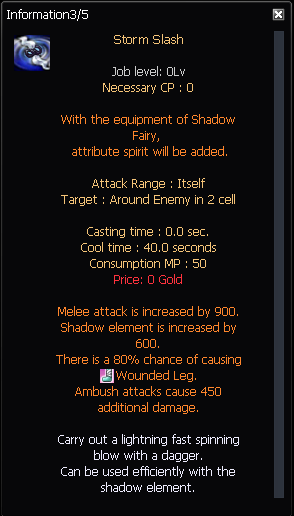 Information3/5
Storm Slash
Job level: 0Lv
Necessary CP : 0
With the equipment of Shadow
Fairy,
attribute spirit will be added.
Attack Range : Itself
Target : Around Enemy in 2 cell
Casting time : 0.0 sec.
Cool time : 40.0 seconds
Consumption MP : 50
Price: 0 Gold
Melee attack is increased by 900.
Shadow element is increased by
600.
There is a 80% chance of causing
Wounded Leg.
Ambush attacks cause 450
additional damage.
Carry out a lightning fast spinning
blow with a dagger.
Can be used efficiently with the
shadow element.